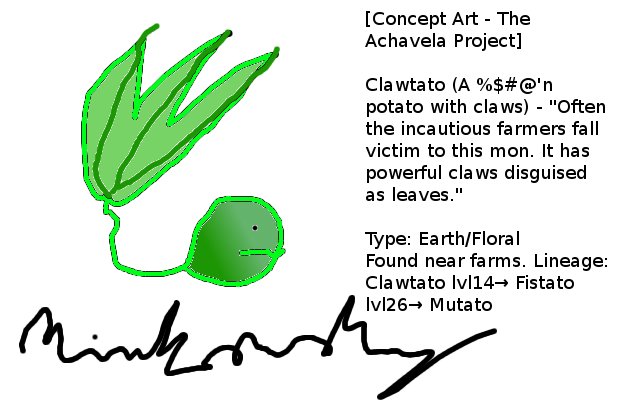 [Concept Art - The
Achavela Project]
Clawtato (A %$#@'n
potato with claws) - "Often
the incautious farmers fall
victim to this mon. It has
powerful claws disguised
as leaves."
Type: Earth/Floral
Found near farms. Lineage:
Clawtato lvl14→ Fistato
lvl26→ Mutato